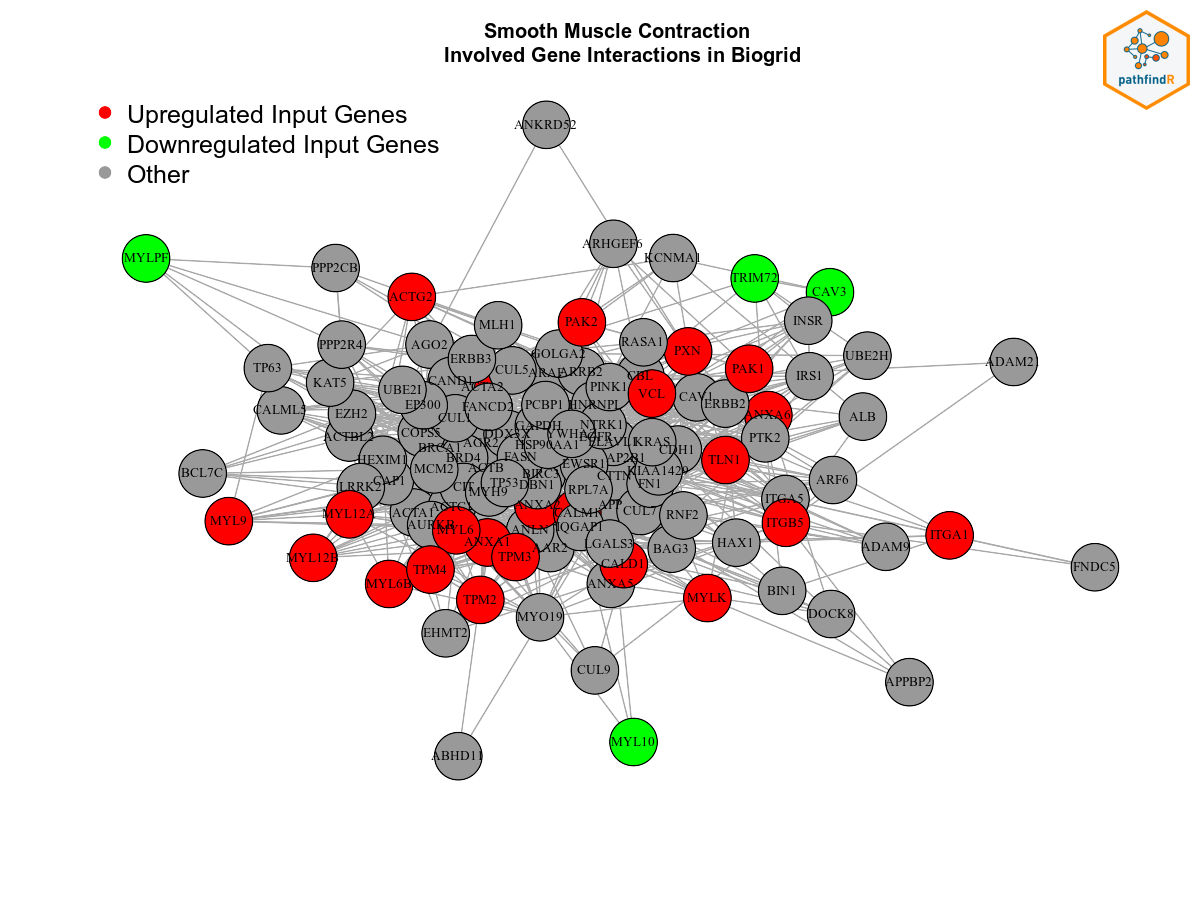 Smooth Muscle Contraction
Involved Gene Interactions in Biogrid
pathfindR
Upregulated Input Genes
Downregulated Input Genes
Other
ANKRD52
ARHGEF6
KCNMA1
MYLPF
PPP2CB
TRIM72
CAV3
ACTG2
PAK2
INSR
MLH1
PPP2R4
AGO2
ERBB3
GOLGA2
RASA1
PXN
UBE2H
ADAM21
TP63
KAT5
UBE2I
CAND1
CUL5
ACTA2
ARAF
ARRB2
PINK1
CBL
PAK1
IRS1
VCL
CAV1
ERBB2
ANXA6
ALB
CALML5
EZH2
EP300
FANCD2
PCBP1
HNRNPL
CUL1
ACTBL2
COPS5
GAPDH
NTRK1
PTK2
BRCA1
AGR2
DDX3X
HSP90AA1
YWHAZ
EGFR
ELAVL1
KRAS
CDH1
HEXIM1
BRD4
FASN
AP2B1
TLN1
BCL7C
MCM2
ACTB
EWSR1
KIAA1429
LRRK2
CAP1
CIT
TP53
BIRC3
DBN1
CTTN
FN1
ARF6
MYH9
RPL7A
ITGA5
MYL9
MYL12A
ACTA1
ACTC1
ANXA2
CALM1
APP
CUL7
RNF2
ITGB5
AURKB
MYL6
ANLN
IQGAP1
ITGA1
MYL12B
ANXA1
TPM3
AAR2
LGALS3
BAG3
HAX1
ADAM9
FNDC5
MYL6B
TPM4
CALD1
ANXA5
TPM2
MYLK
BIN1
DOCK8
EHMT2
MYO19
CUL9
APPBP2
MYL10
ABHD11